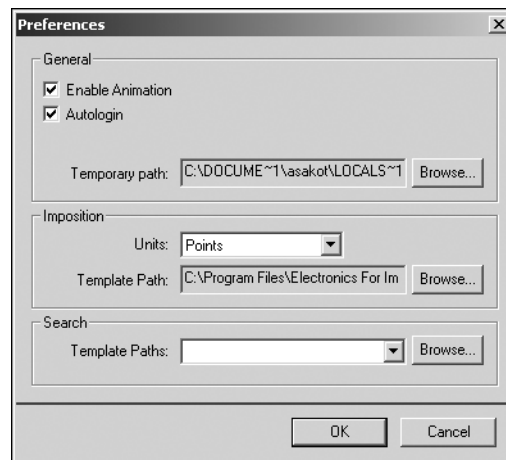 Preferences
General
Enable Animation
Autologin
Temporary path: C:\DOCUME~1\asakot\LOCALS~1 Browse...
Imposition
Units: Points
Template Path: C:\Program Files\Electronics For Im Browse...
Search
Template Paths: Browse...
OK Cancel